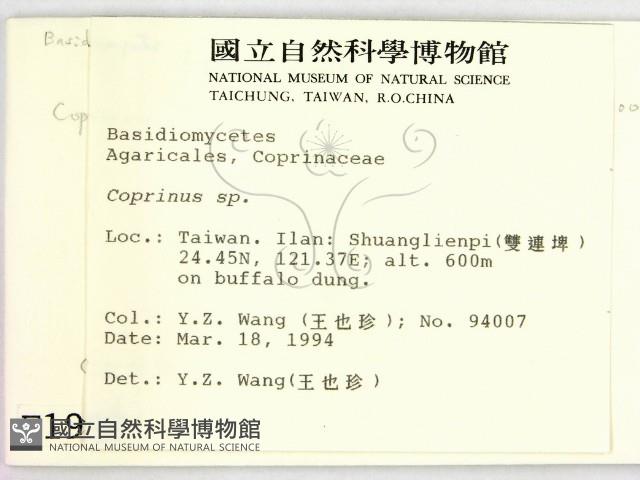 Basid
國立自然科學博物館
NATIONAL MUSEUM OF NATURAL SCIENCE
TAICHUNG, TAIWAN, R.O.CHINA
Cop
Basidiomycetes
Agaricales, Coprinaceae
Coprinus sp.
Loc.: Taiwan. Ilan: Shuanglienpi(雙連埤)
24.45N, 121.37E; alt. 600m
on buffalo dung.
Col.: Y.Z. Wang (王也珍); No. 94007
Date: Mar. 18, 1994
Det.: Y.Z. Wang(王也珍)
719
國立自然科學博物館
NATIONAL MUSEUM OF NATURAL SCIENCE